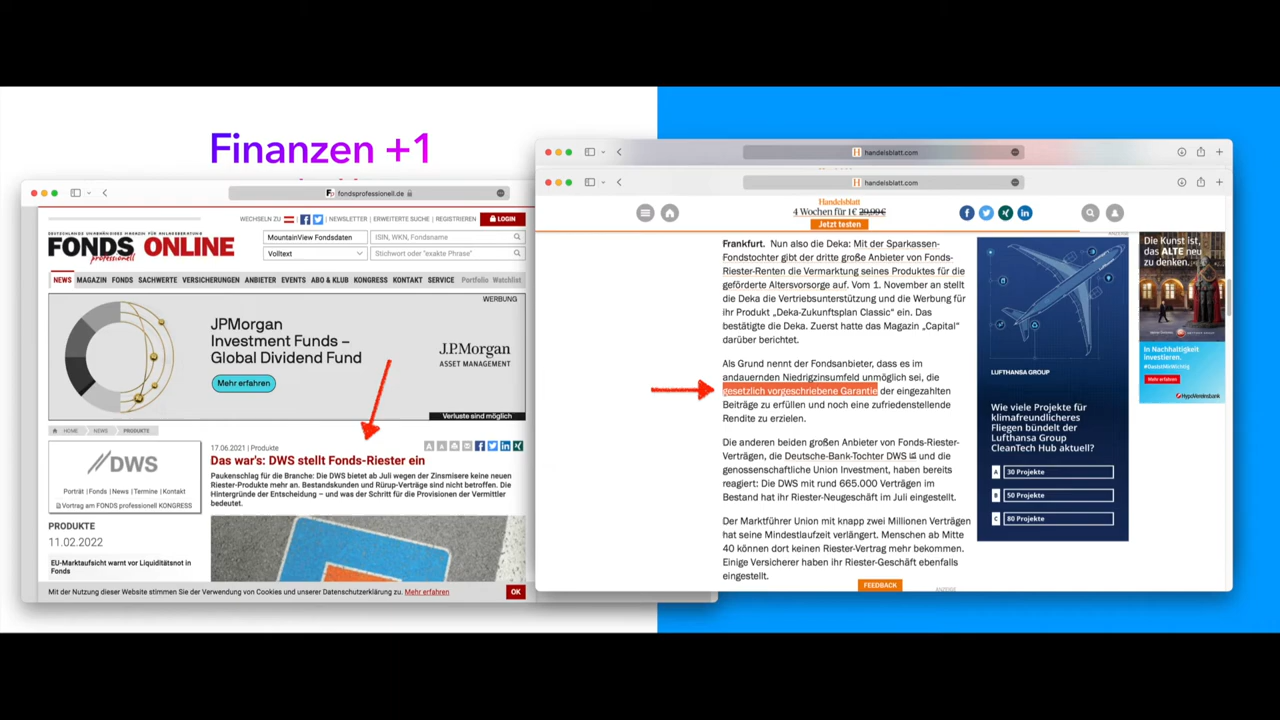 Finanzen +1
fondsprofessionell.de
WECHSELN ZU
NEWSLETTER | ERWEITERTE SUCHE | REGISTRIEREN
LOGIN
DEUTSCHLANDS UNABHÄNGIGES MAGAZIN FÜR ANLAGEBERATUNG
FONDS professionell ONLINE
MountainView Fondsdaten
ISIN, WKN, Fondsname
Volltext
Stichwort oder "exakte Phrase"
NEWS MAGAZIN FONDS SACHWERTE VERSICHERUNGEN ANBIETER EVENTS ABO & KLUB KONGRESS KONTAKT SERVICE Portfolio Watchlist
WERBUNG
JPMorgan
Investment Funds –
Global Dividend Fund
Mehr erfahren
J.P.Morgan
ASSET MANAGEMENT
Verluste sind möglich
HOME NEWS PRODUKTE
DWS
Porträt | Fonds | News | Termine | Kontakt
Vortrag am FONDS professionell KONGRESS
PRODUKTE
11.02.2022
EU-Marktaufsicht warnt vor Liquiditätsnot in
Fonds
17.06.2021 | Produkte
Das war's: DWS stellt Fonds-Riester ein
Paukenschlag für die Branche: Die DWS bietet ab Juli wegen der Zinsmisere keine neuen
Riester-Produkte mehr an. Bestandskunden und Rürup-Verträge sind nicht betroffen. Die
Hintergründe der Entscheidung – und was der Schritt für die Provisionen der Vermittler
bedeutet.
Mit der Nutzung dieser Website stimmen Sie der Verwendung von Cookies und unserer Datenschutzerklärung zu. Mehr erfahren
OK
handelsblatt.com
handelsblatt.com
Handelsblatt
4 Wochen für 1€ 29,99€
Jetzt testen
Frankfurt. Nun also die Deka: Mit der Sparkassen-
Fondstochter gibt der dritte große Anbieter von Fonds-
Riester-Renten die Vermarktung seines Produktes für die
geförderte Altersvorsorge auf. Vom 1. November an stellt
die Deka die Vertriebsunterstützung und die Werbung für
ihr Produkt „Deka-Zukunftsplan Classic“ ein. Das
bestätigte die Deka. Zuerst hatte das Magazin „Capital“
darüber berichtet.
Als Grund nennt der Fondsanbieter, dass es im
andauernden Niedrigzinsumfeld unmöglich sei, die
gesetzlich vorgeschriebene Garantie der eingezahlten
Beiträge zu erfüllen und noch eine zufriedenstellende
Rendite zu erzielen.
Die anderen beiden großen Anbieter von Fonds-Riester-
Verträgen, die Deutsche-Bank-Tochter DWS und die
genossenschaftliche Union Investment, haben bereits
reagiert: Die DWS mit rund 665.000 Verträgen im
Bestand hat ihr Riester-Neugeschäft im Juli eingestellt.
Der Marktführer Union mit knapp zwei Millionen Verträgen
hat seine Mindestlaufzeit verlängert. Menschen ab Mitte
40 können dort keinen Riester-Vertrag mehr bekommen.
Einige Versicherer haben ihr Riester-Geschäft ebenfalls
eingestellt.
FEEDBACK
ANZEIGE
ANZEIGE
LUFTHANSA GROUP
Wie viele Projekte für
klimafreundlicheres
Fliegen bündelt der
Lufthansa Group
CleanTech Hub aktuell?
A 30 Projekte
B 50 Projekte
C 80 Projekte
Die Kunst ist,
das ALTE neu
zu denken.
In Nachhaltigkeit
investieren.
#DasIstMirWichtig
Mehr erfahren
HypoVereinsbank